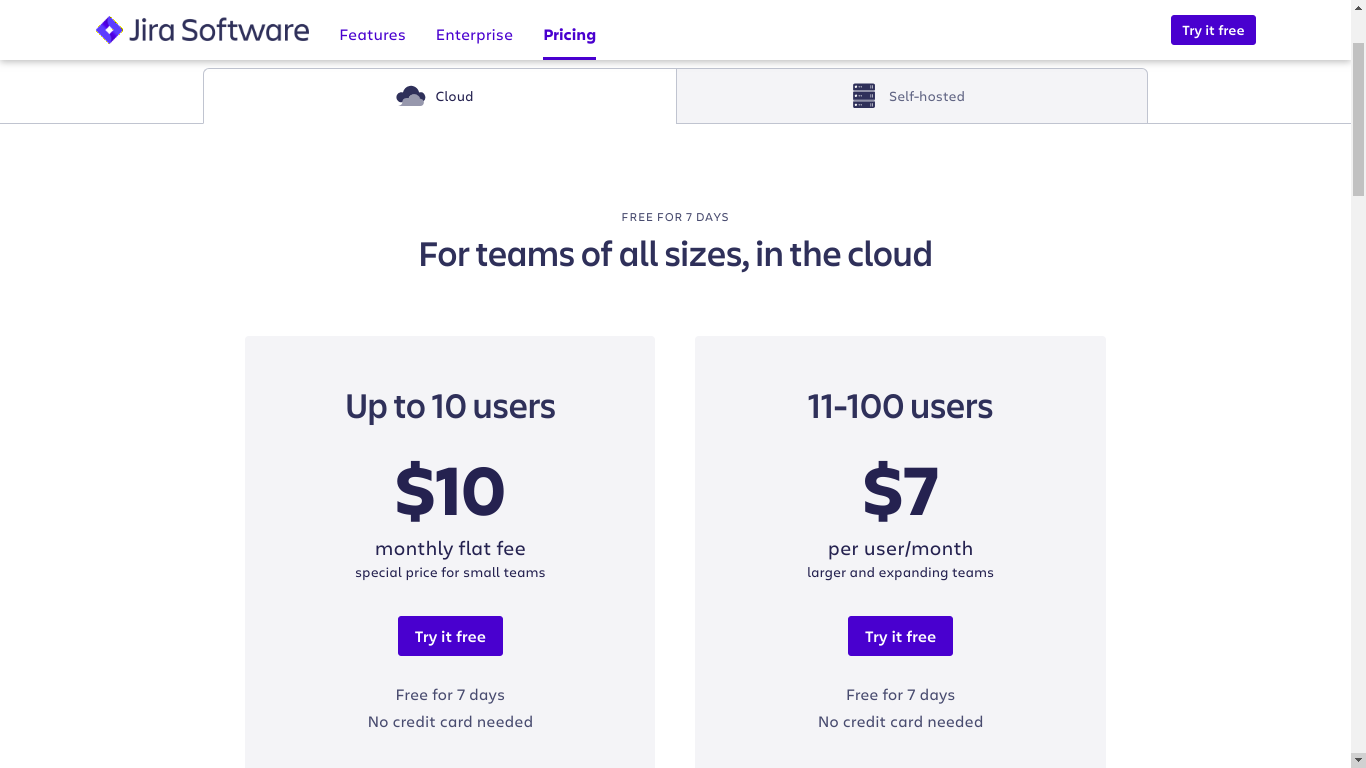 Jira Software
Features
Enterprise
Pricing
Try it free
Cloud
Self-hosted
FREE FOR 7 DAYS
For teams of all sizes, in the cloud
Up to 10 users
$10
monthly flat fee
special price for small teams
Try it free
Free for 7 days
No credit card needed
11-100 users
$7
per user/month
larger and expanding teams
Try it free
Free for 7 days
No credit card needed